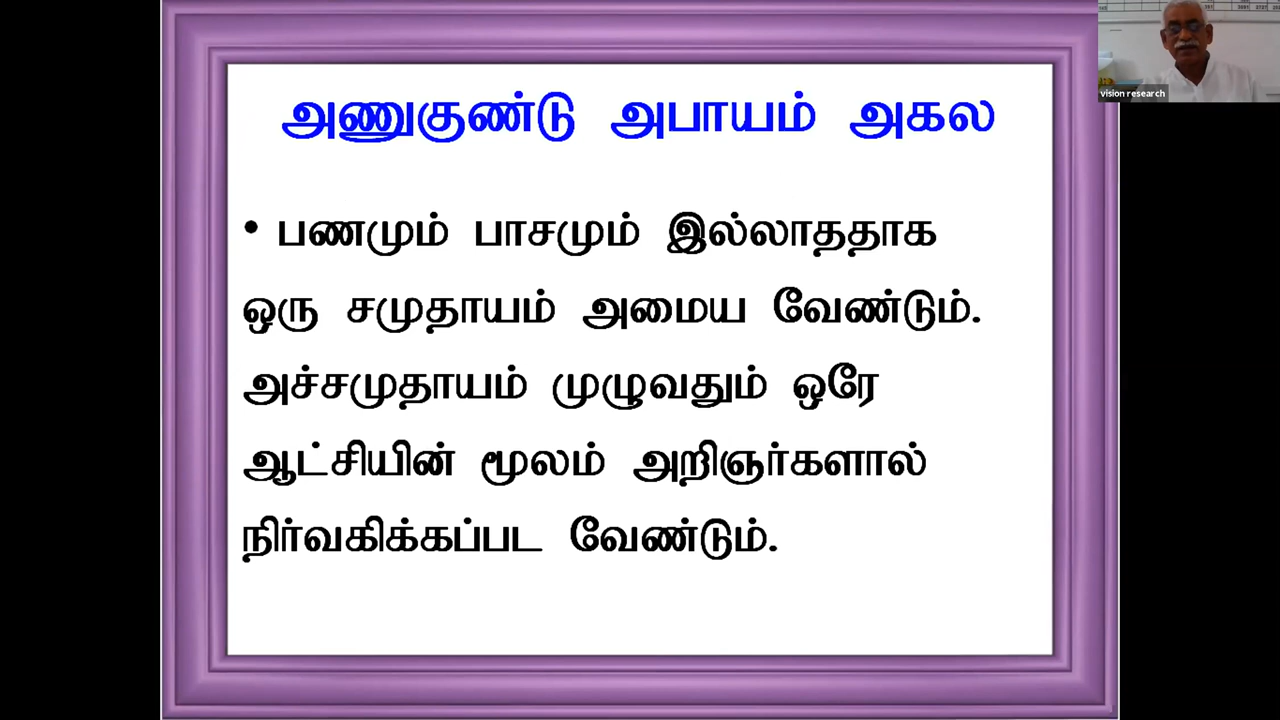 அணுகுண்டு அபாயம் அகல
• பணமும் பாசமும் இல்லாததாக
ஒரு சமுதாயம் அமைய வேண்டும்.
அச்சமுதாயம் முழுவதும் ஒரே
ஆட்சியின் மூலம் அறிஞர்களால்
நிர்வகிக்கப்பட வேண்டும்.
vision research